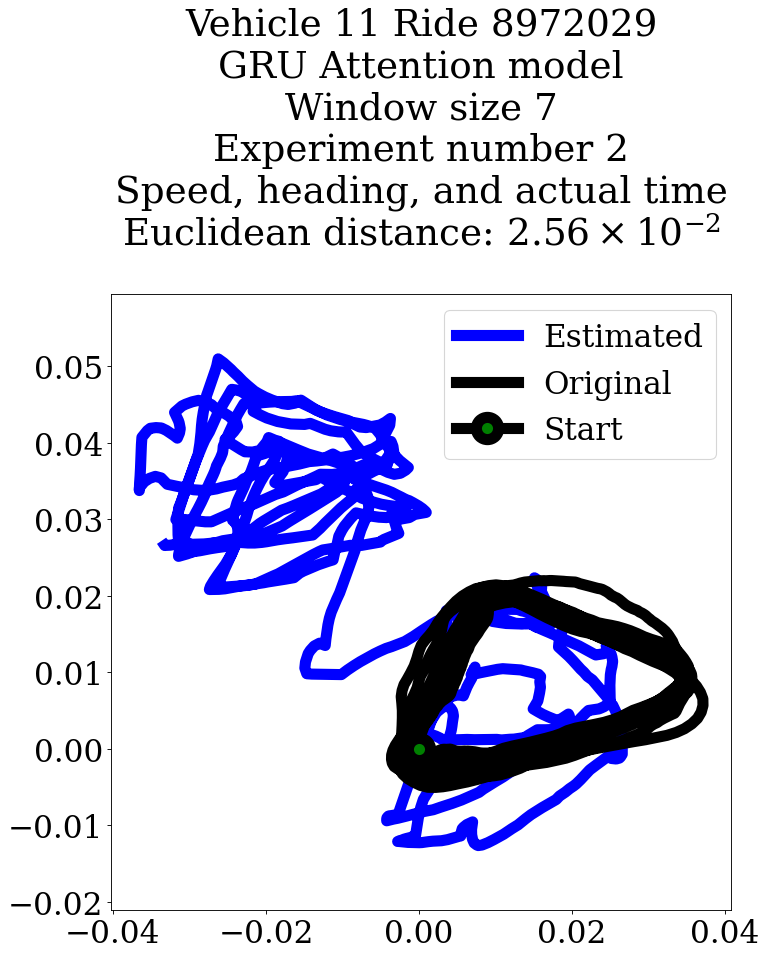 Vehicle 11 Ride 8972029
GRU Attention model
Window size 7
Experiment number 2
Speed, heading, and actual time
Euclidean distance: 2.56 × 10⁻²
Estimated
Original
Start
0.05
0.04
0.03
0.02
0.01
0.00
−0.01
−0.02
−0.04 −0.02 0.00 0.02 0.04